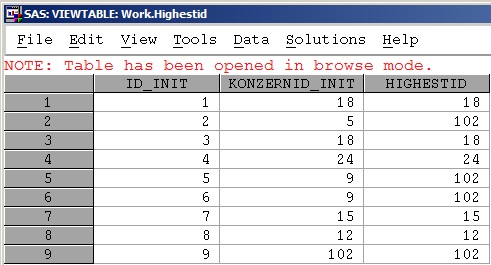 SAS: VIEWTABLE: Work.Highestid
File Edit View Tools Data Solutions Help
NOTE: Table has been opened in browse mode.
ID_INIT KONZERNID_INIT HIGHESTID
1 1 18 18
2 2 5 102
3 3 18 18
4 4 24 24
5 5 9 102
6 6 9 102
7 7 15 15
8 8 12 12
9 9 102 102